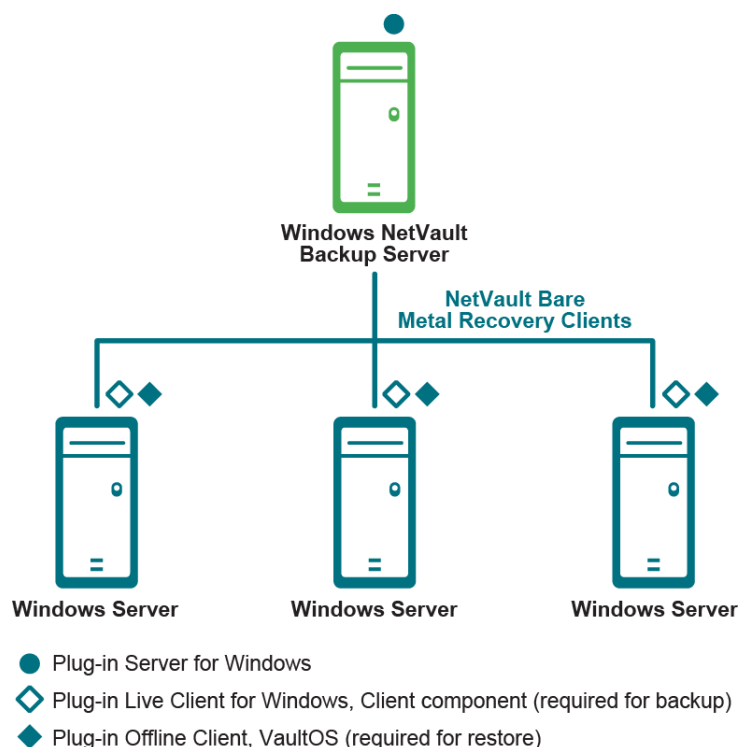 Windows NetVault
Backup Server
NetVault Bare
Metal Recovery Clients
Windows Server
Windows Server
Windows Server
Plug-in Server for Windows
Plug-in Live Client for Windows, Client component (required for backup)
Plug-in Offline Client, VaultOS (required for restore)